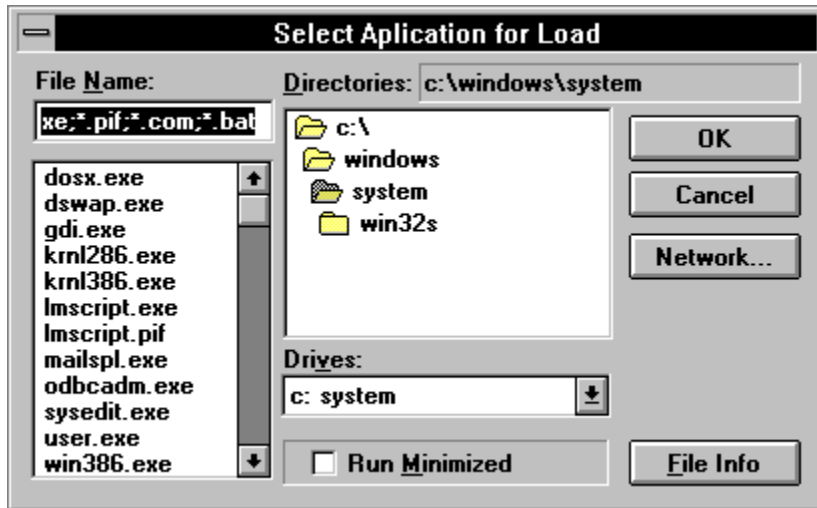 Select Aplication for Load
File Name:
xe;*.pif;*.com;*.bat
dosx.exe
dswap.exe
gdi.exe
krnl286.exe
krnl386.exe
lmscript.exe
lmscript.pif
mailspl.exe
odbcadm.exe
sysedit.exe
user.exe
win386.exe
Directories: c:\windows\system
c:\
windows
system
win32s
Drives:
c: system
Run Minimized
OK
Cancel
Network...
File Info